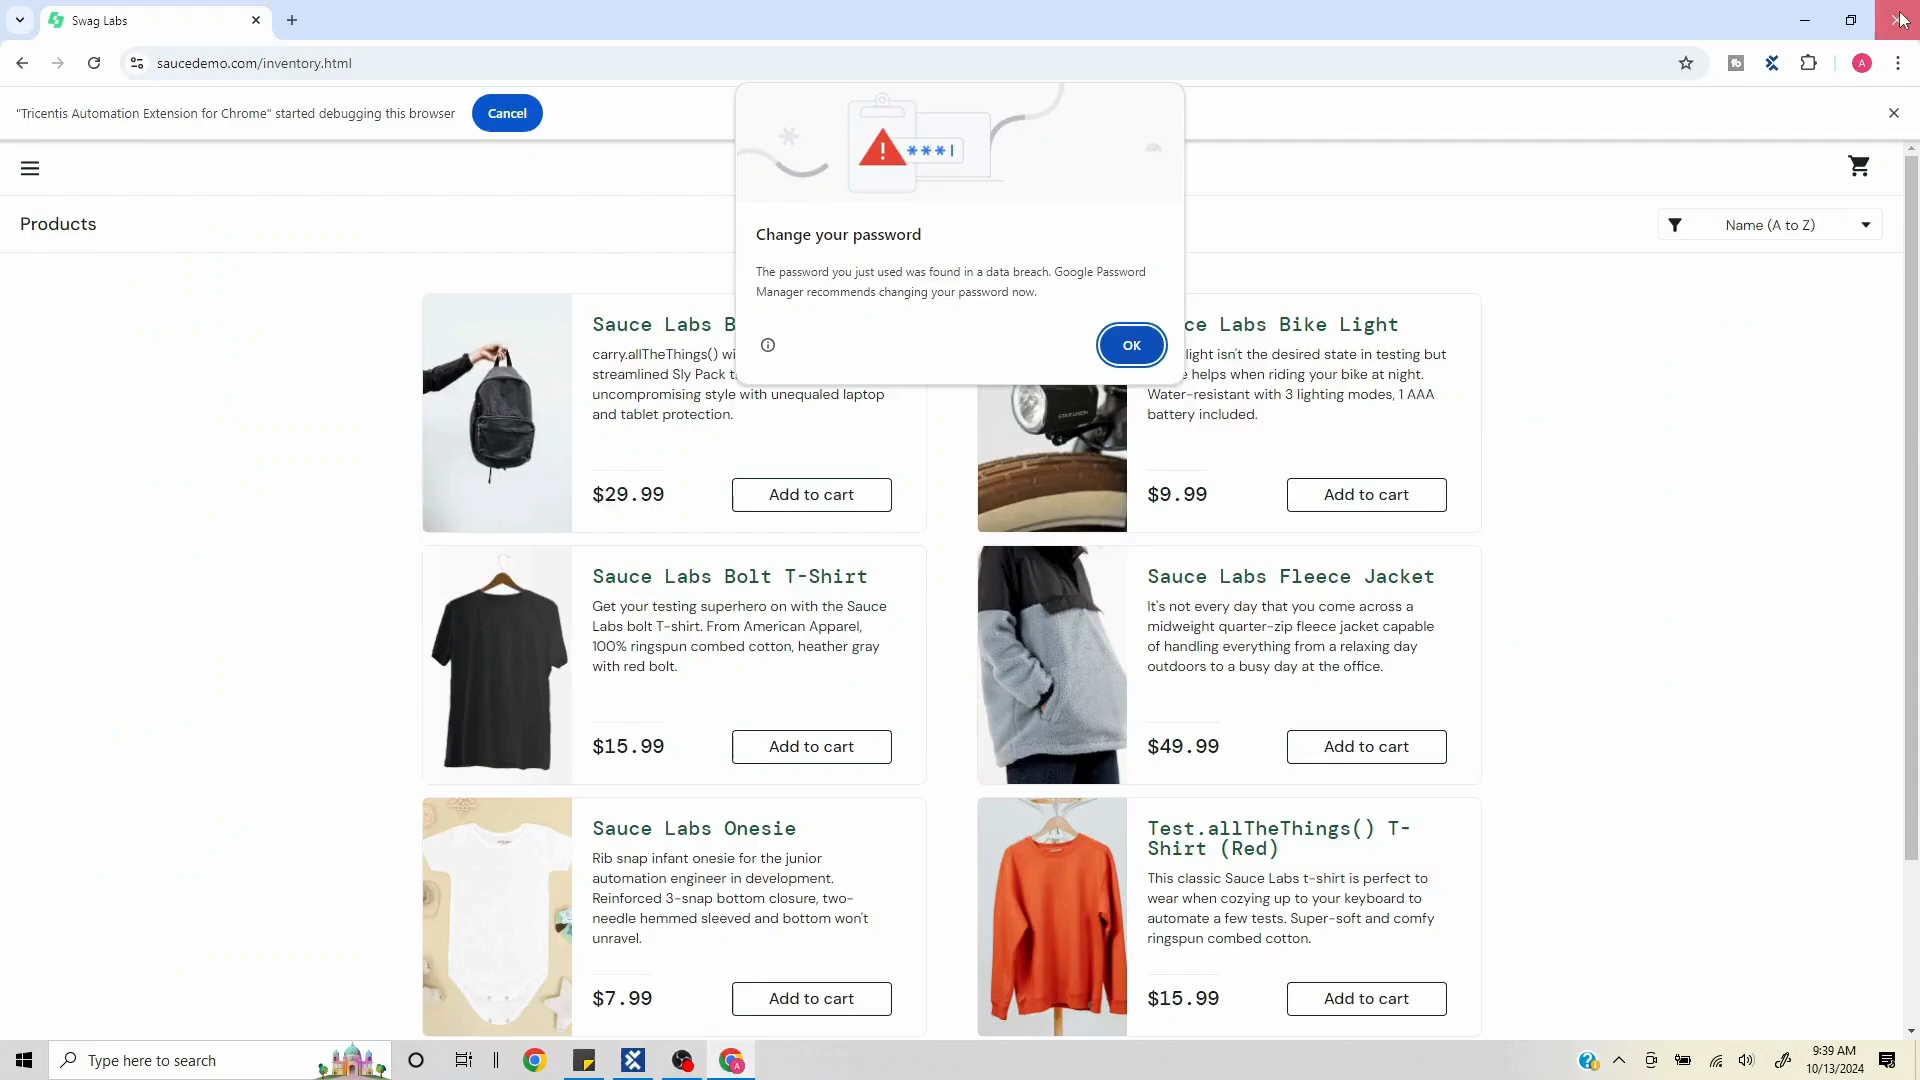 Swag Labs
saucedemo.com/inventory.html
A
"Tricentis Automation Extension for Chrome" started debugging this browser
Cancel
***|
Change your password
The password you just used was found in a data breach. Google Password
Manager recommends changing your password now.
OK
Products
Name (A to Z)
Sauce Labs B
carry.allTheThings() wi
streamlined Sly Pack t
uncompromising style with unequaled laptop
and tablet protection.
$29.99
Add to cart
ce Labs Bike Light
light isn't the desired state in testing but
helps when riding your bike at night.
Water-resistant with 3 lighting modes, 1 AAA
battery included.
$9.99
Add to cart
Sauce Labs Bolt T-Shirt
Get your testing superhero on with the Sauce
Labs bolt T-shirt. From American Apparel,
100% ringspun combed cotton, heather gray
with red bolt.
$15.99
Add to cart
Sauce Labs Fleece Jacket
It's not every day that you come across a
midweight quarter-zip fleece jacket capable
of handling everything from a relaxing day
outdoors to a busy day at the office.
$49.99
Add to cart
Sauce Labs Onesie
Rib snap infant onesie for the junior
automation engineer in development.
Reinforced 3-snap bottom closure, two-
needle hemmed sleeved and bottom won't
unravel.
$7.99
Add to cart
Test.allTheThings() T-
Shirt (Red)
This classic Sauce Labs t-shirt is perfect to
wear when cozying up to your keyboard to
automate a few tests. Super-soft and comfy
ringspun combed cotton.
$15.99
Add to cart
Type here to search
9:39 AM
10/13/2024